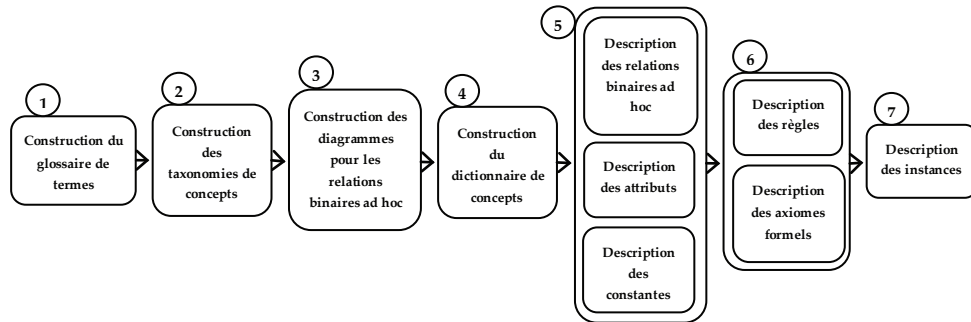 1
Construction du
glossaire de
termes
2
Construction
des
taxonomies de
concepts
3
Construction des
diagrammes
pour les
relations
binaires ad hoc
4
Construction
du
dictionnaire de
concepts
5
Description
des relations
binaires ad
hoc
Description
des attributs
Description
des
constantes
6
Description
des règles
Description
des axiomes
formels
7
Description
des instances